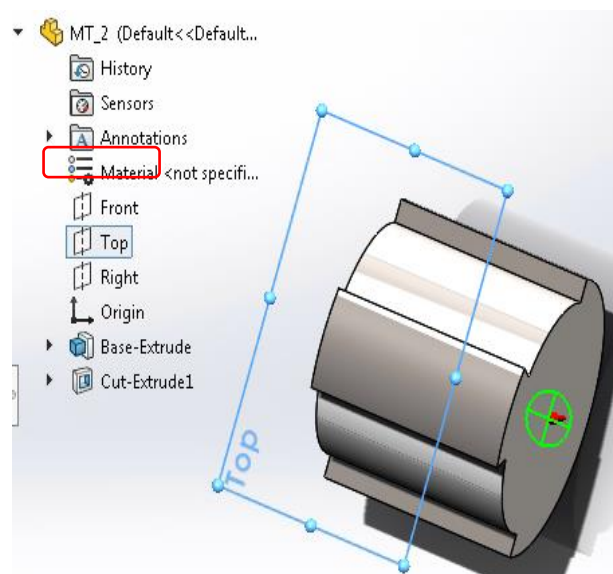 MT_2 (Default<<Default...
History
Sensors
Annotations
Material <not specifi...
Front
Top
Right
Origin
Base-Extrude
Cut-Extrude1
Top